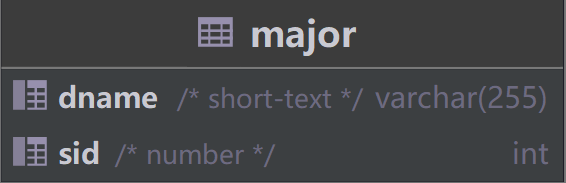 major
dname /* short-text */ varchar(255)
sid /* number */ int